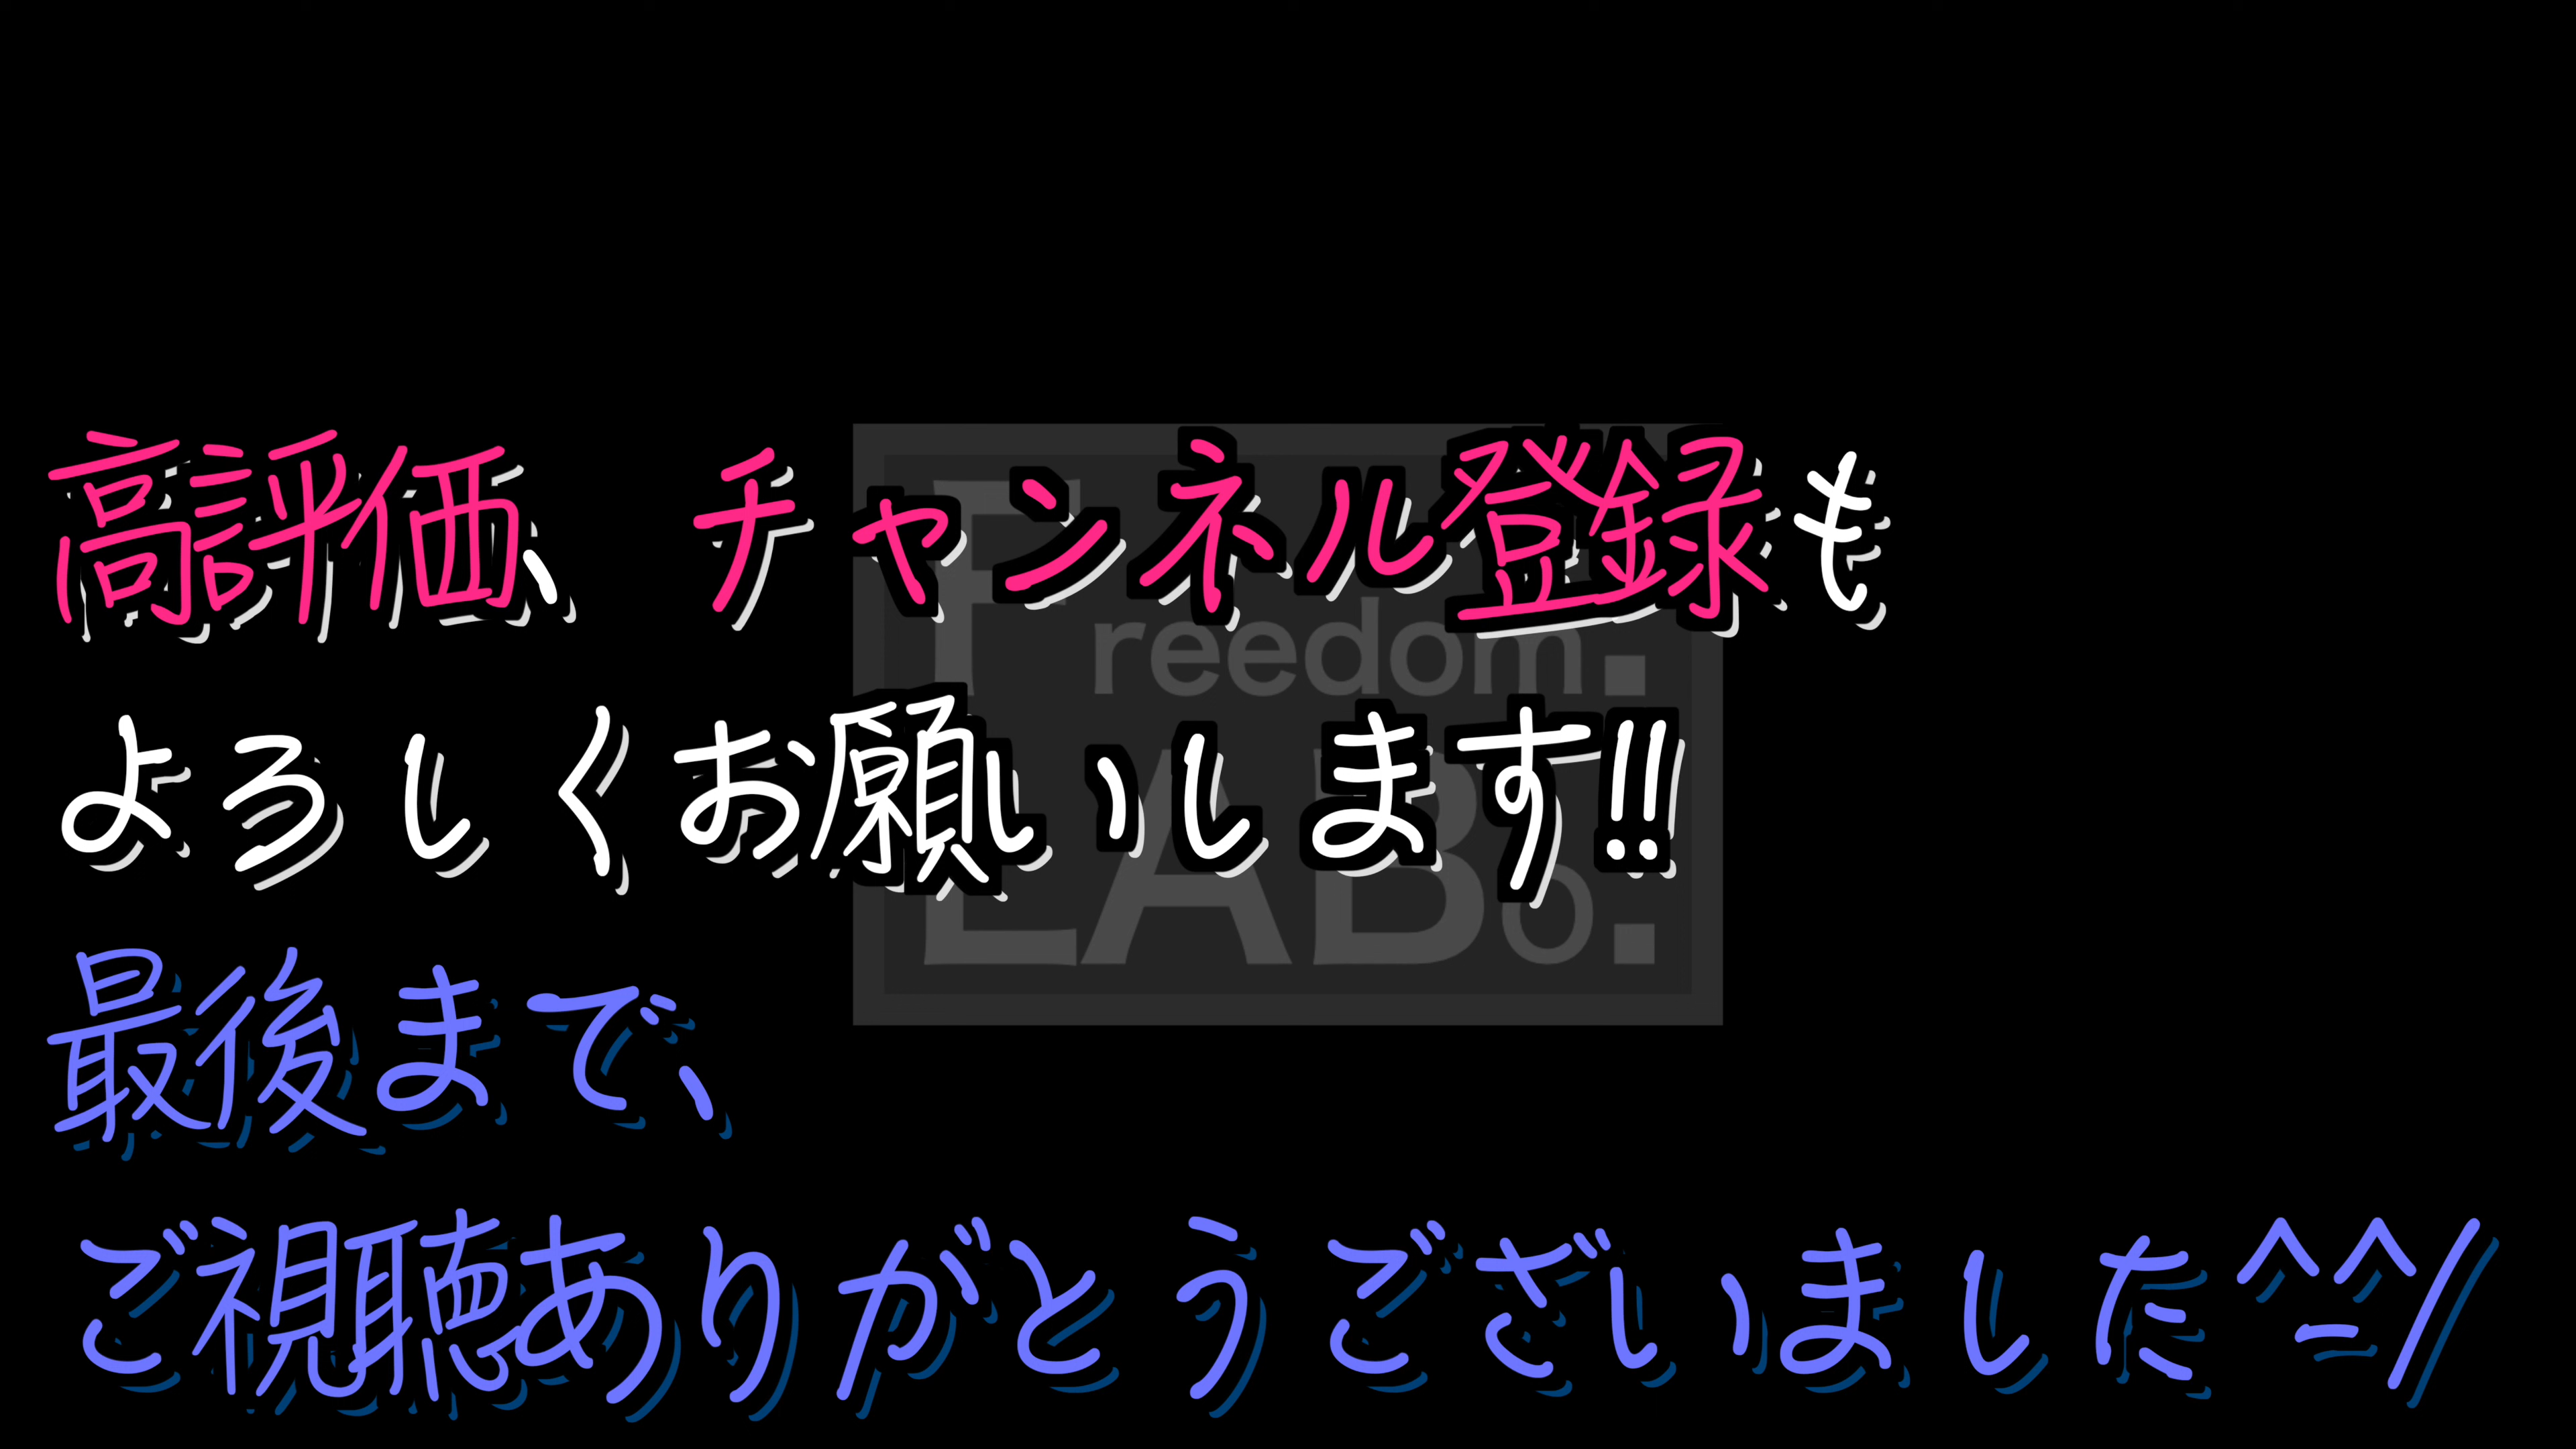 高評価、チャンネル登録も
よろしくお願いします!!
最後まで、
ご視聴ありがとうございました^_^/
Freedom.
LABo.